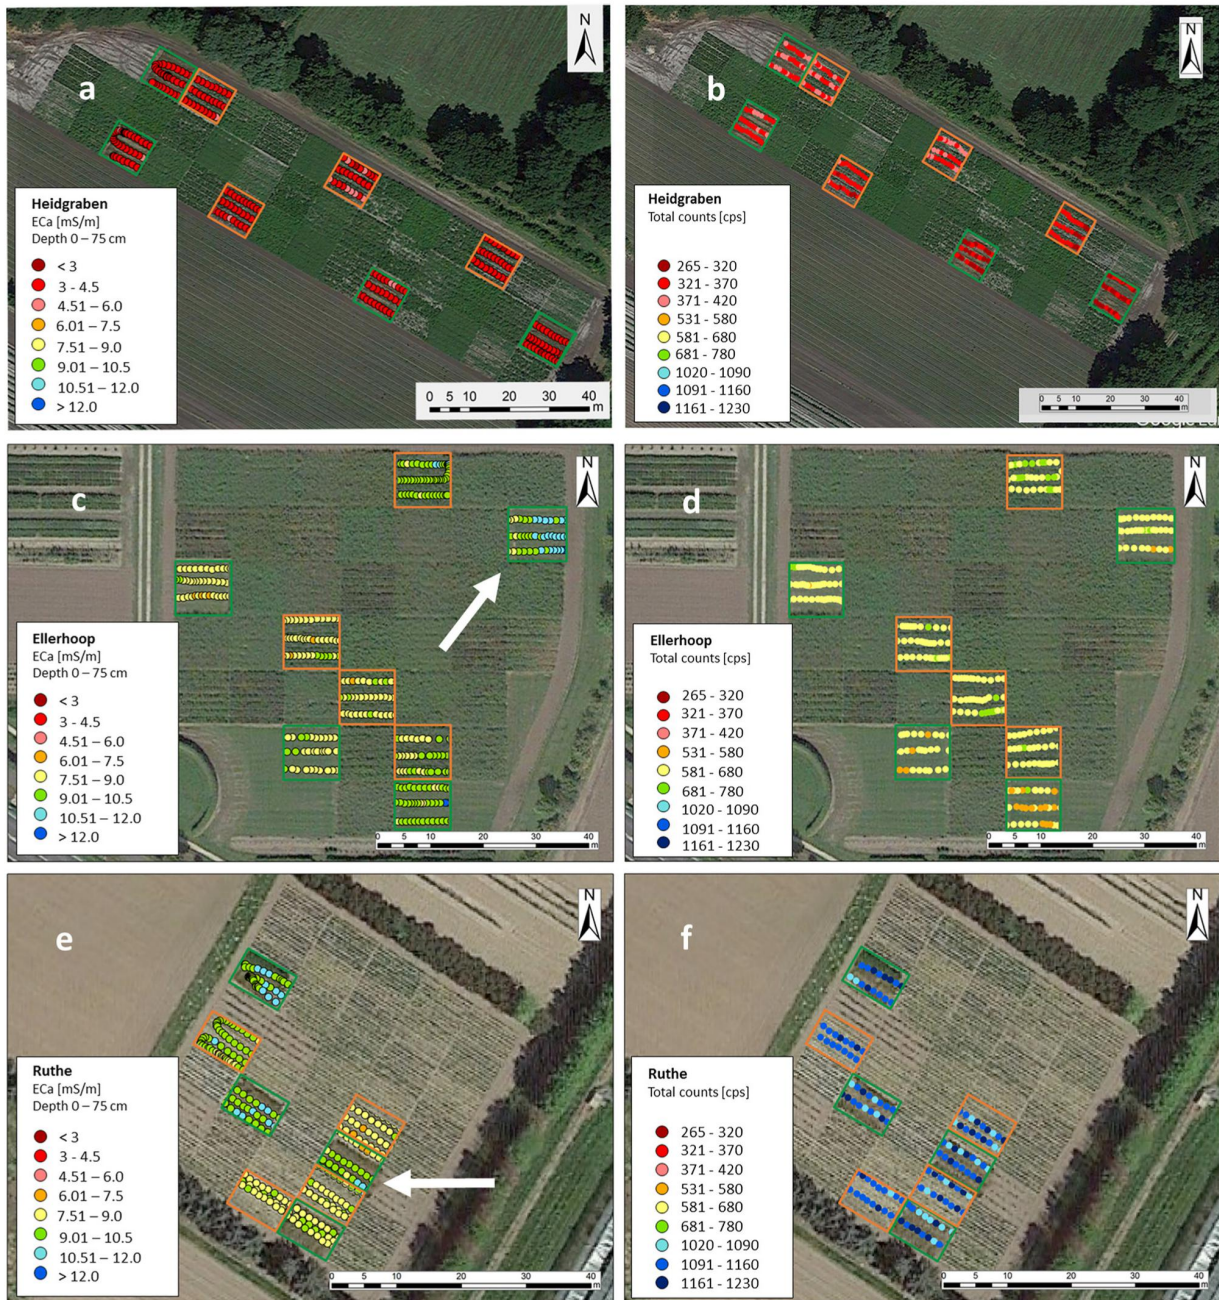 a
N
Heidgraben
ECa [mS/m]
Depth 0 – 75 cm
< 3
3 - 4.5
4.51 – 6.0
6.01 – 7.5
7.51 – 9.0
9.01 – 10.5
10.51 – 12.0
> 12.0
0 5 10 20 30 40
m
b
N
Heidgraben
Total counts [cps]
265 - 320
321 - 370
371 - 420
531 - 580
581 - 680
681 - 780
1020 - 1090
1091 - 1160
1161 - 1230
0 5 10 20 30 40
m
c
N
Ellerhoop
ECa [mS/m]
Depth 0 – 75 cm
< 3
3 - 4.5
4.51 – 6.0
6.01 – 7.5
7.51 – 9.0
9.01 – 10.5
10.51 – 12.0
> 12.0
0 5 10 20 30 40
m
d
N
Ellerhoop
Total counts [cps]
265 - 320
321 - 370
371 - 420
531 - 580
581 - 680
681 - 780
1020 - 1090
1091 - 1160
1161 - 1230
0 5 10 20 30 40
m
e
N
Ruthe
ECa [mS/m]
Depth 0 – 75 cm
< 3
3 - 4.5
4.51 – 6.0
6.01 – 7.5
7.51 – 9.0
9.01 – 10.5
10.51 – 12.0
> 12.0
0 5 10 20 30 40
m
f
N
Ruthe
Total counts [cps]
265 - 320
321 - 370
371 - 420
531 - 580
581 - 680
681 - 780
1020 - 1090
1091 - 1160
1161 - 1230
0 5 10 20 30 40
m